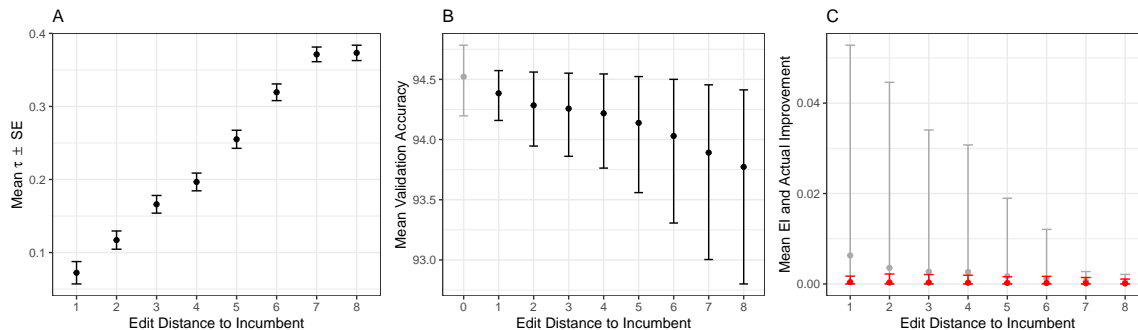 A
Mean τ ± SE
0.4
0.3
0.2
0.1
1 2 3 4 5 6 7 8
Edit Distance to Incumbent
B
Mean Validation Accuracy
94.5
94.0
93.5
93.0
0 1 2 3 4 5 6 7 8
Edit Distance to Incumbent
C
Mean EI and Actual Improvement
0.04
0.02
0.00
1 2 3 4 5 6 7 8
Edit Distance to Incumbent